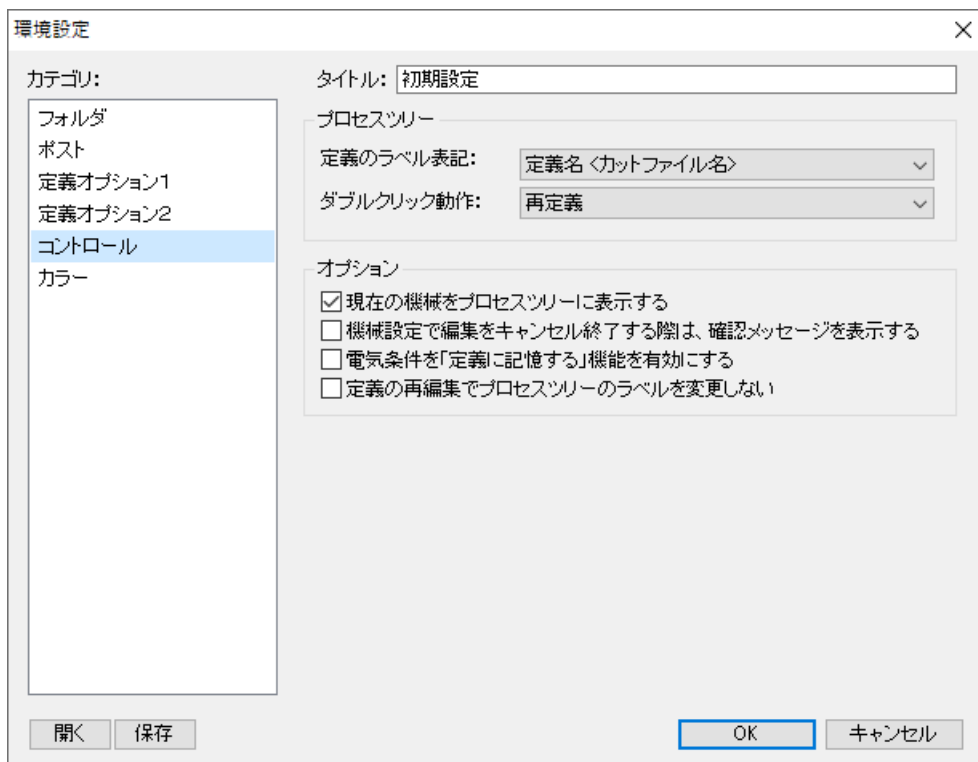 環境設定
カテゴリ:
フォルダ
ポスト
定義オプション1
定義オプション2
コントロール
カラー
タイトル: 初期設定
プロセスツリー
定義のラベル表記: 定義名 <カットファイル名>
ダブルクリック動作: 再定義
オプション
現在の機械をプロセスツリーに表示する
機械設定で編集をキャンセル終了する際は、確認メッセージを表示する
電気条件を「定義に記憶する」機能を有効にする
定義の再編集でプロセスツリーのラベルを変更しない
開く 保存 OK キャンセル